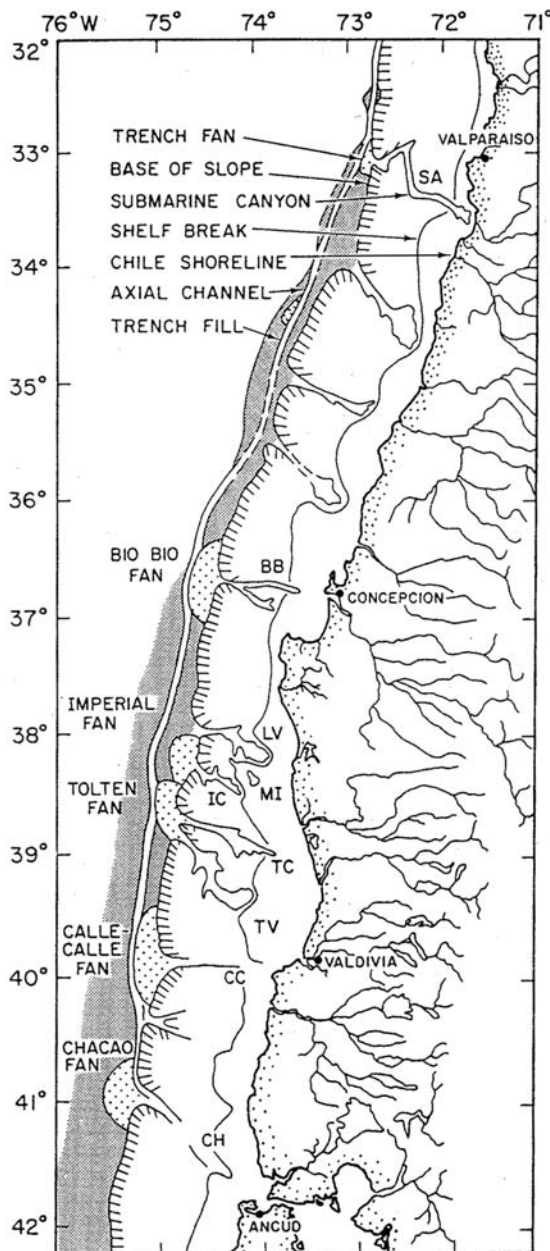 76°W 75° 74° 73° 72° 71°
32°
33°
34°
35°
36°
37°
38°
39°
40°
41°
42°
TRENCH FAN
BASE OF SLOPE
SUBMARINE CANYON
SHELF BREAK
CHILE SHORELINE
AXIAL CHANNEL
TRENCH FILL
VALPARAISO
SA
BIO BIO
FAN
BB
CONCEPCION
IMPERIAL
FAN
LV
TOLTEN
FAN
IC
MI
TC
TV
CALLE-
CALLE
FAN
VALDIVIA
CC
CHACAO
FAN
CH
ANCUD